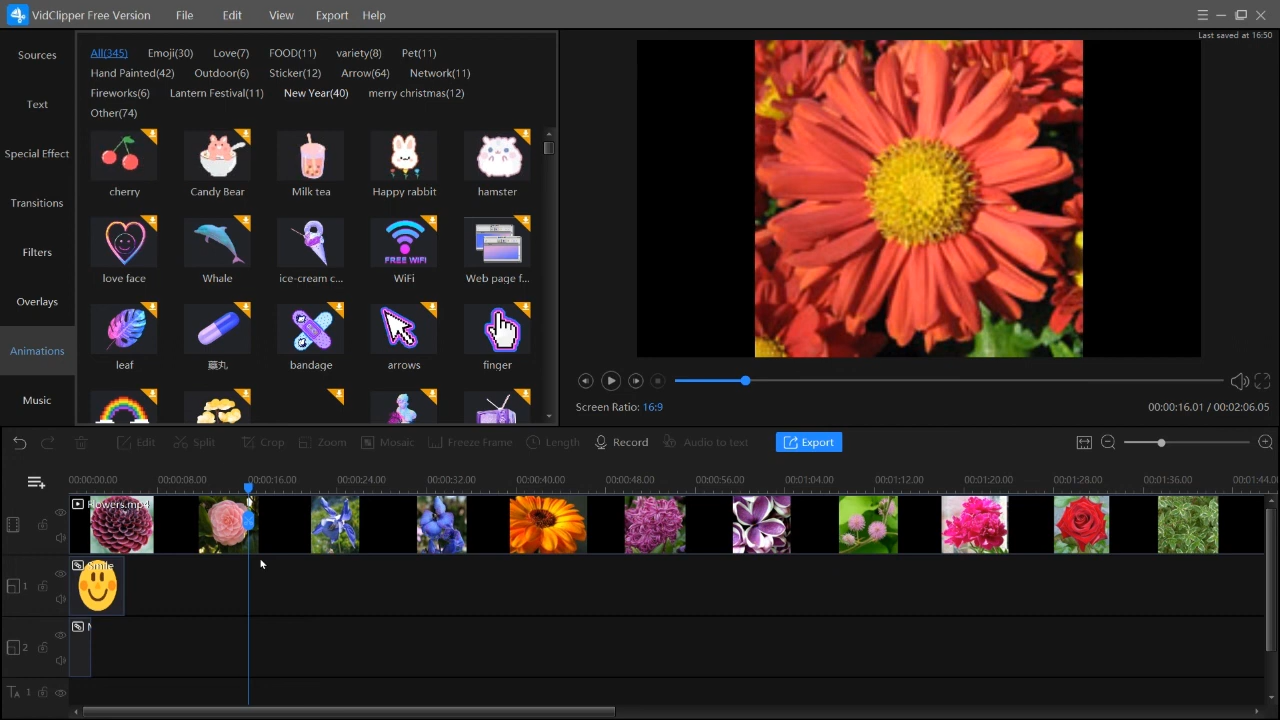 VidClipper Free Version File Edit View Export Help
Last saved at 16:50
Sources
Text
Special Effect
Transitions
Filters
Overlays
Animations
Music
All(345) Emoji(30) Love(7) FOOD(11) variety(8) Pet(11)
Hand Painted(42) Outdoor(6) Sticker(12) Arrow(64) Network(11)
Fireworks(6) Lantern Festival(11) New Year(40) merry christmas(12)
Other(74)
cherry Candy Bear Milk tea Happy rabbit hamster
FREE WIFI
love face Whale ice-cream c... WiFi Web page f...
leaf 藥丸 bandage arrows finger
Screen Ratio: 16:9 00:00:16.01 / 00:02:06.05
Edit Split Crop Zoom Mosaic Freeze Frame Length Record Audio to text Export
00:00:00.00 00:00:08.00 00:00:16.00 00:00:24.00 00:00:32.00 00:00:40.00 00:00:48.00 00:00:56.00 00:01:04.00 00:01:12.00 00:01:20.00 00:01:28.00 00:01:36.00 00:01:44.0
Flowers.mp4
1 Smile
2 M
TA 1